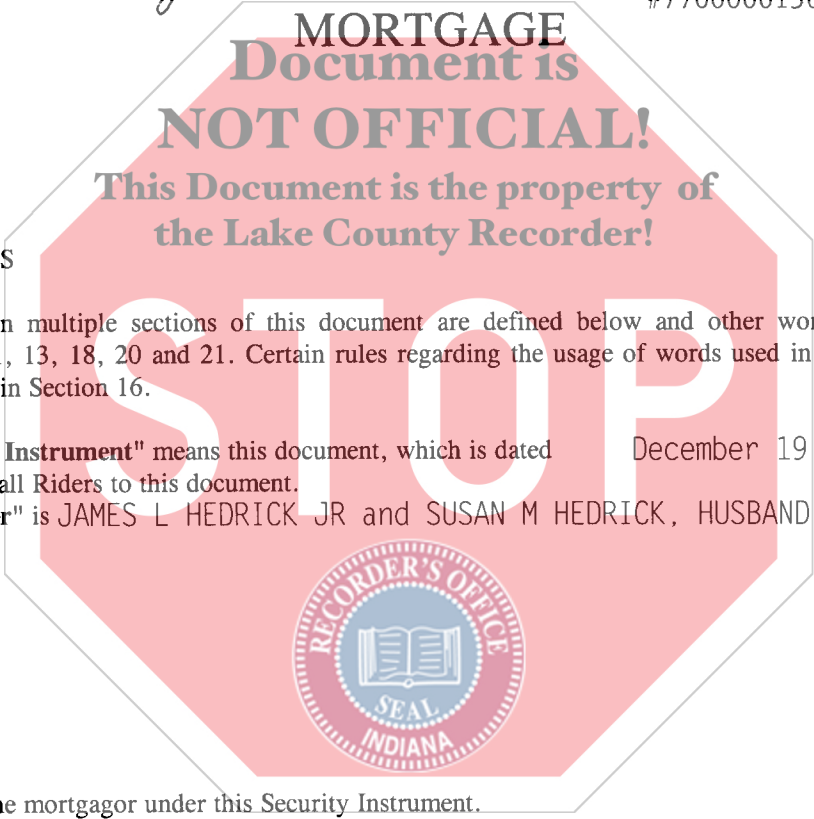 MORTGAGE
Document is
NOT OFFICIAL!
This Document is the property of
the Lake County Recorder!
S
n multiple sections of this document are defined below and other wor
, 13, 18, 20 and 21. Certain rules regarding the usage of words used in
in Section 16.
STOP
Instrument" means this document, which is dated December 19
all Riders to this document.
r" is JAMES L HEDRICK JR and SUSAN M HEDRICK, HUSBAND
RECORDER'S OFFICE
SEAL
INDIANA
e mortgagor under this Security Instrument.